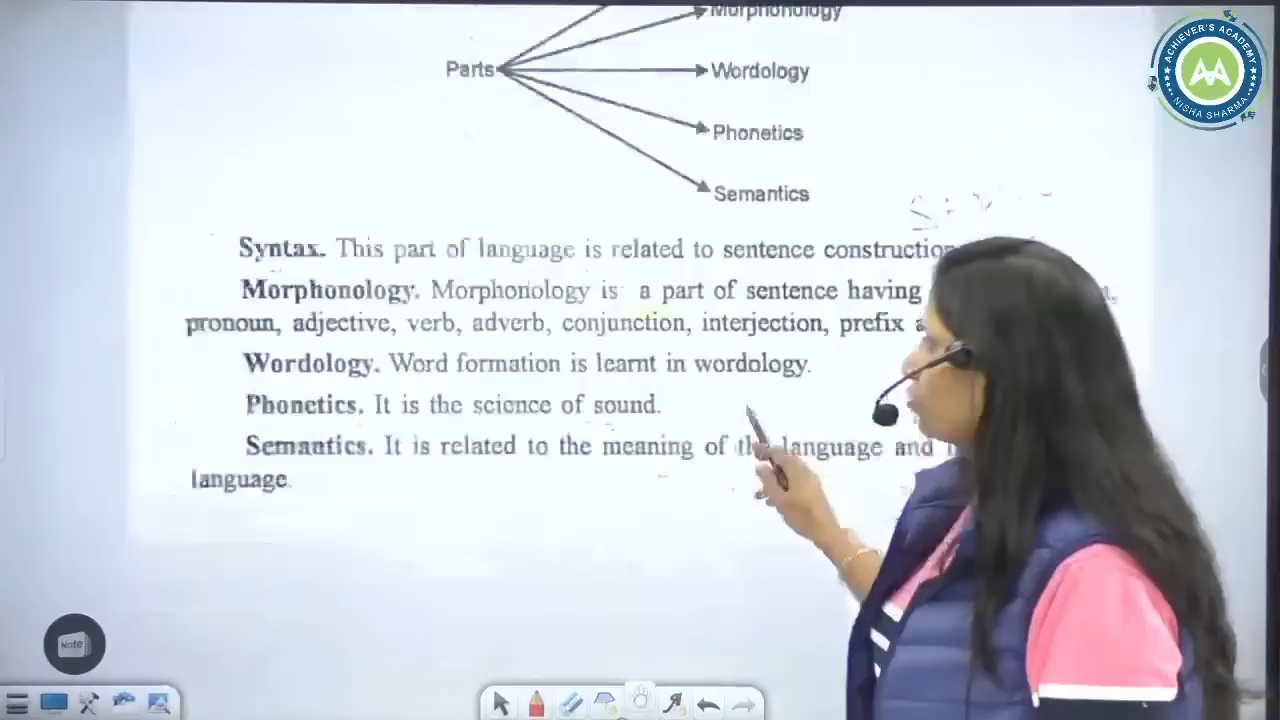 Morphonology
Parts
Wordology
Phonetics
Semantics
Syntax. This part of language is related to sentence construction
Morphonology. Morphonology is a part of sentence having
pronoun, adjective, verb, adverb, conjunction, interjection, prefix
Wordology. Word formation is learnt in wordology.
Phonetics. It is the science of sound.
Semantics. It is related to the meaning of the language and
language.
ACHIEVER'S ACADEMY
NISHA SHARMA
Note